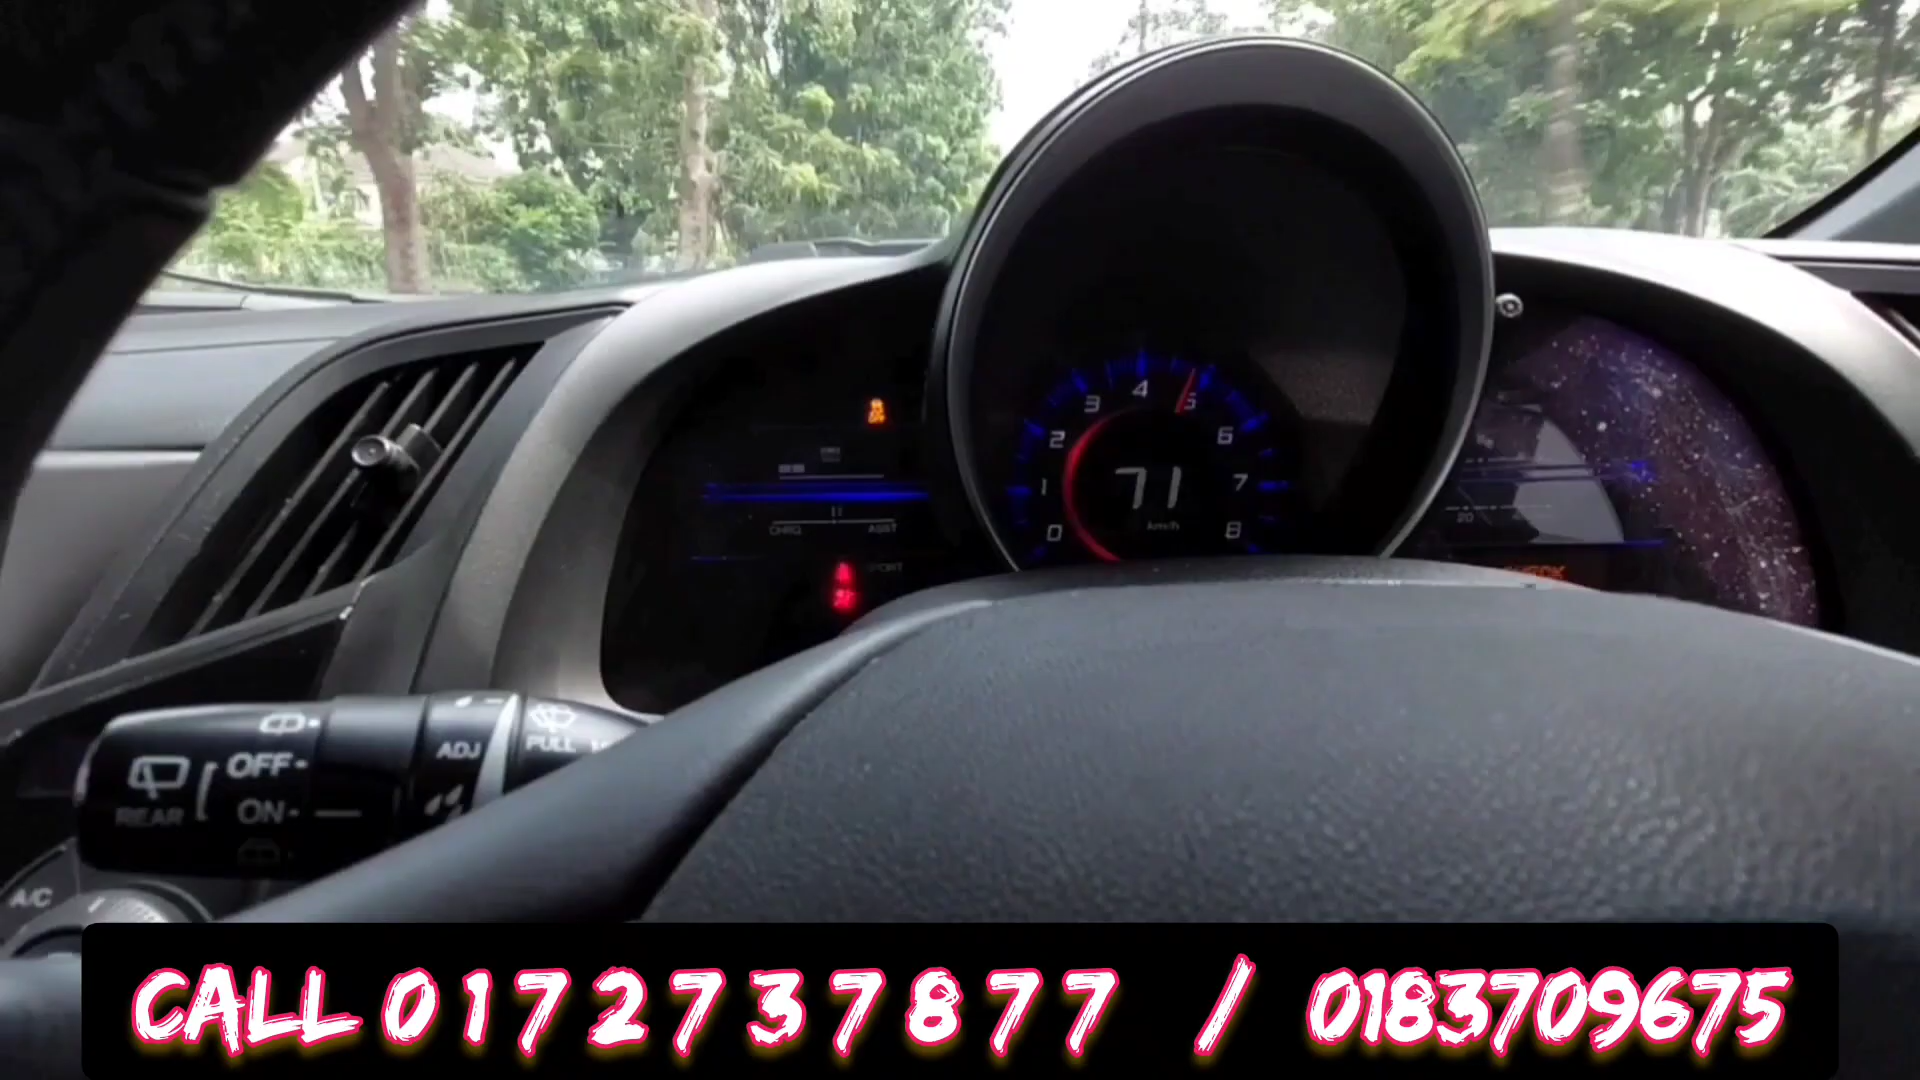 4
3
5
2
6
71
1
7
km/h
0
8
CHRG
ASST
SPORT
20
OFF
ADJ
PULL
REAR
ON
A/C
CALL 0 1 7 2 7 3 7 8 7 7 / 0183709675